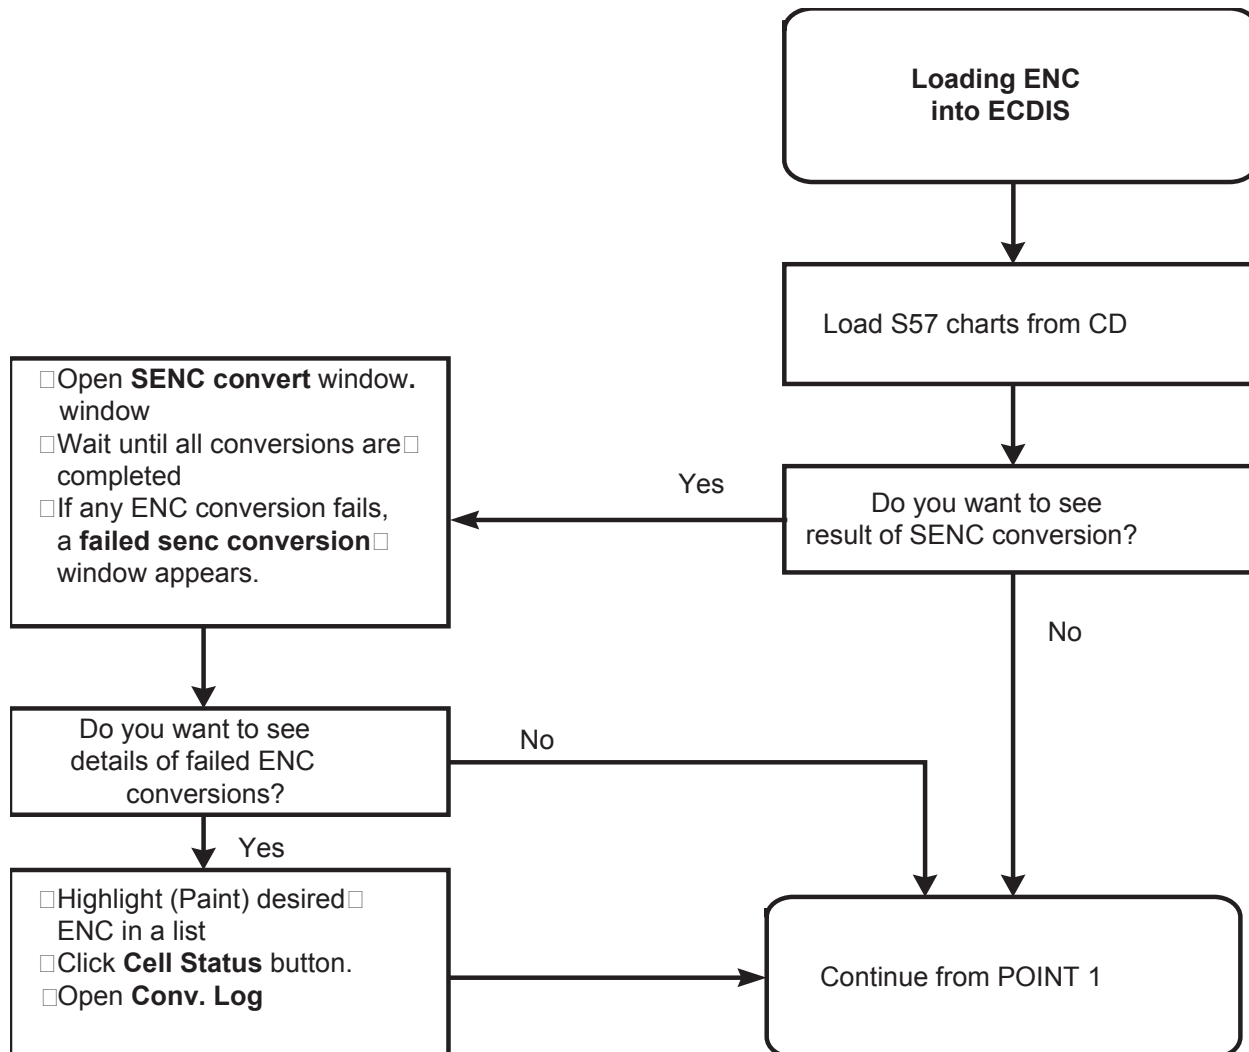 Loading ENC
into ECDIS
Load S57 charts from CD
Do you want to see
result of SENC conversion?
Yes
No
□Open SENC convert window.
window
□Wait until all conversions are□
completed
□If any ENC conversion fails,
a failed senc conversion□
window appears.
Do you want to see
details of failed ENC
conversions?
No
Yes
□Highlight (Paint) desired□
ENC in a list
□Click Cell Status button.
□Open Conv. Log
Continue from POINT 1